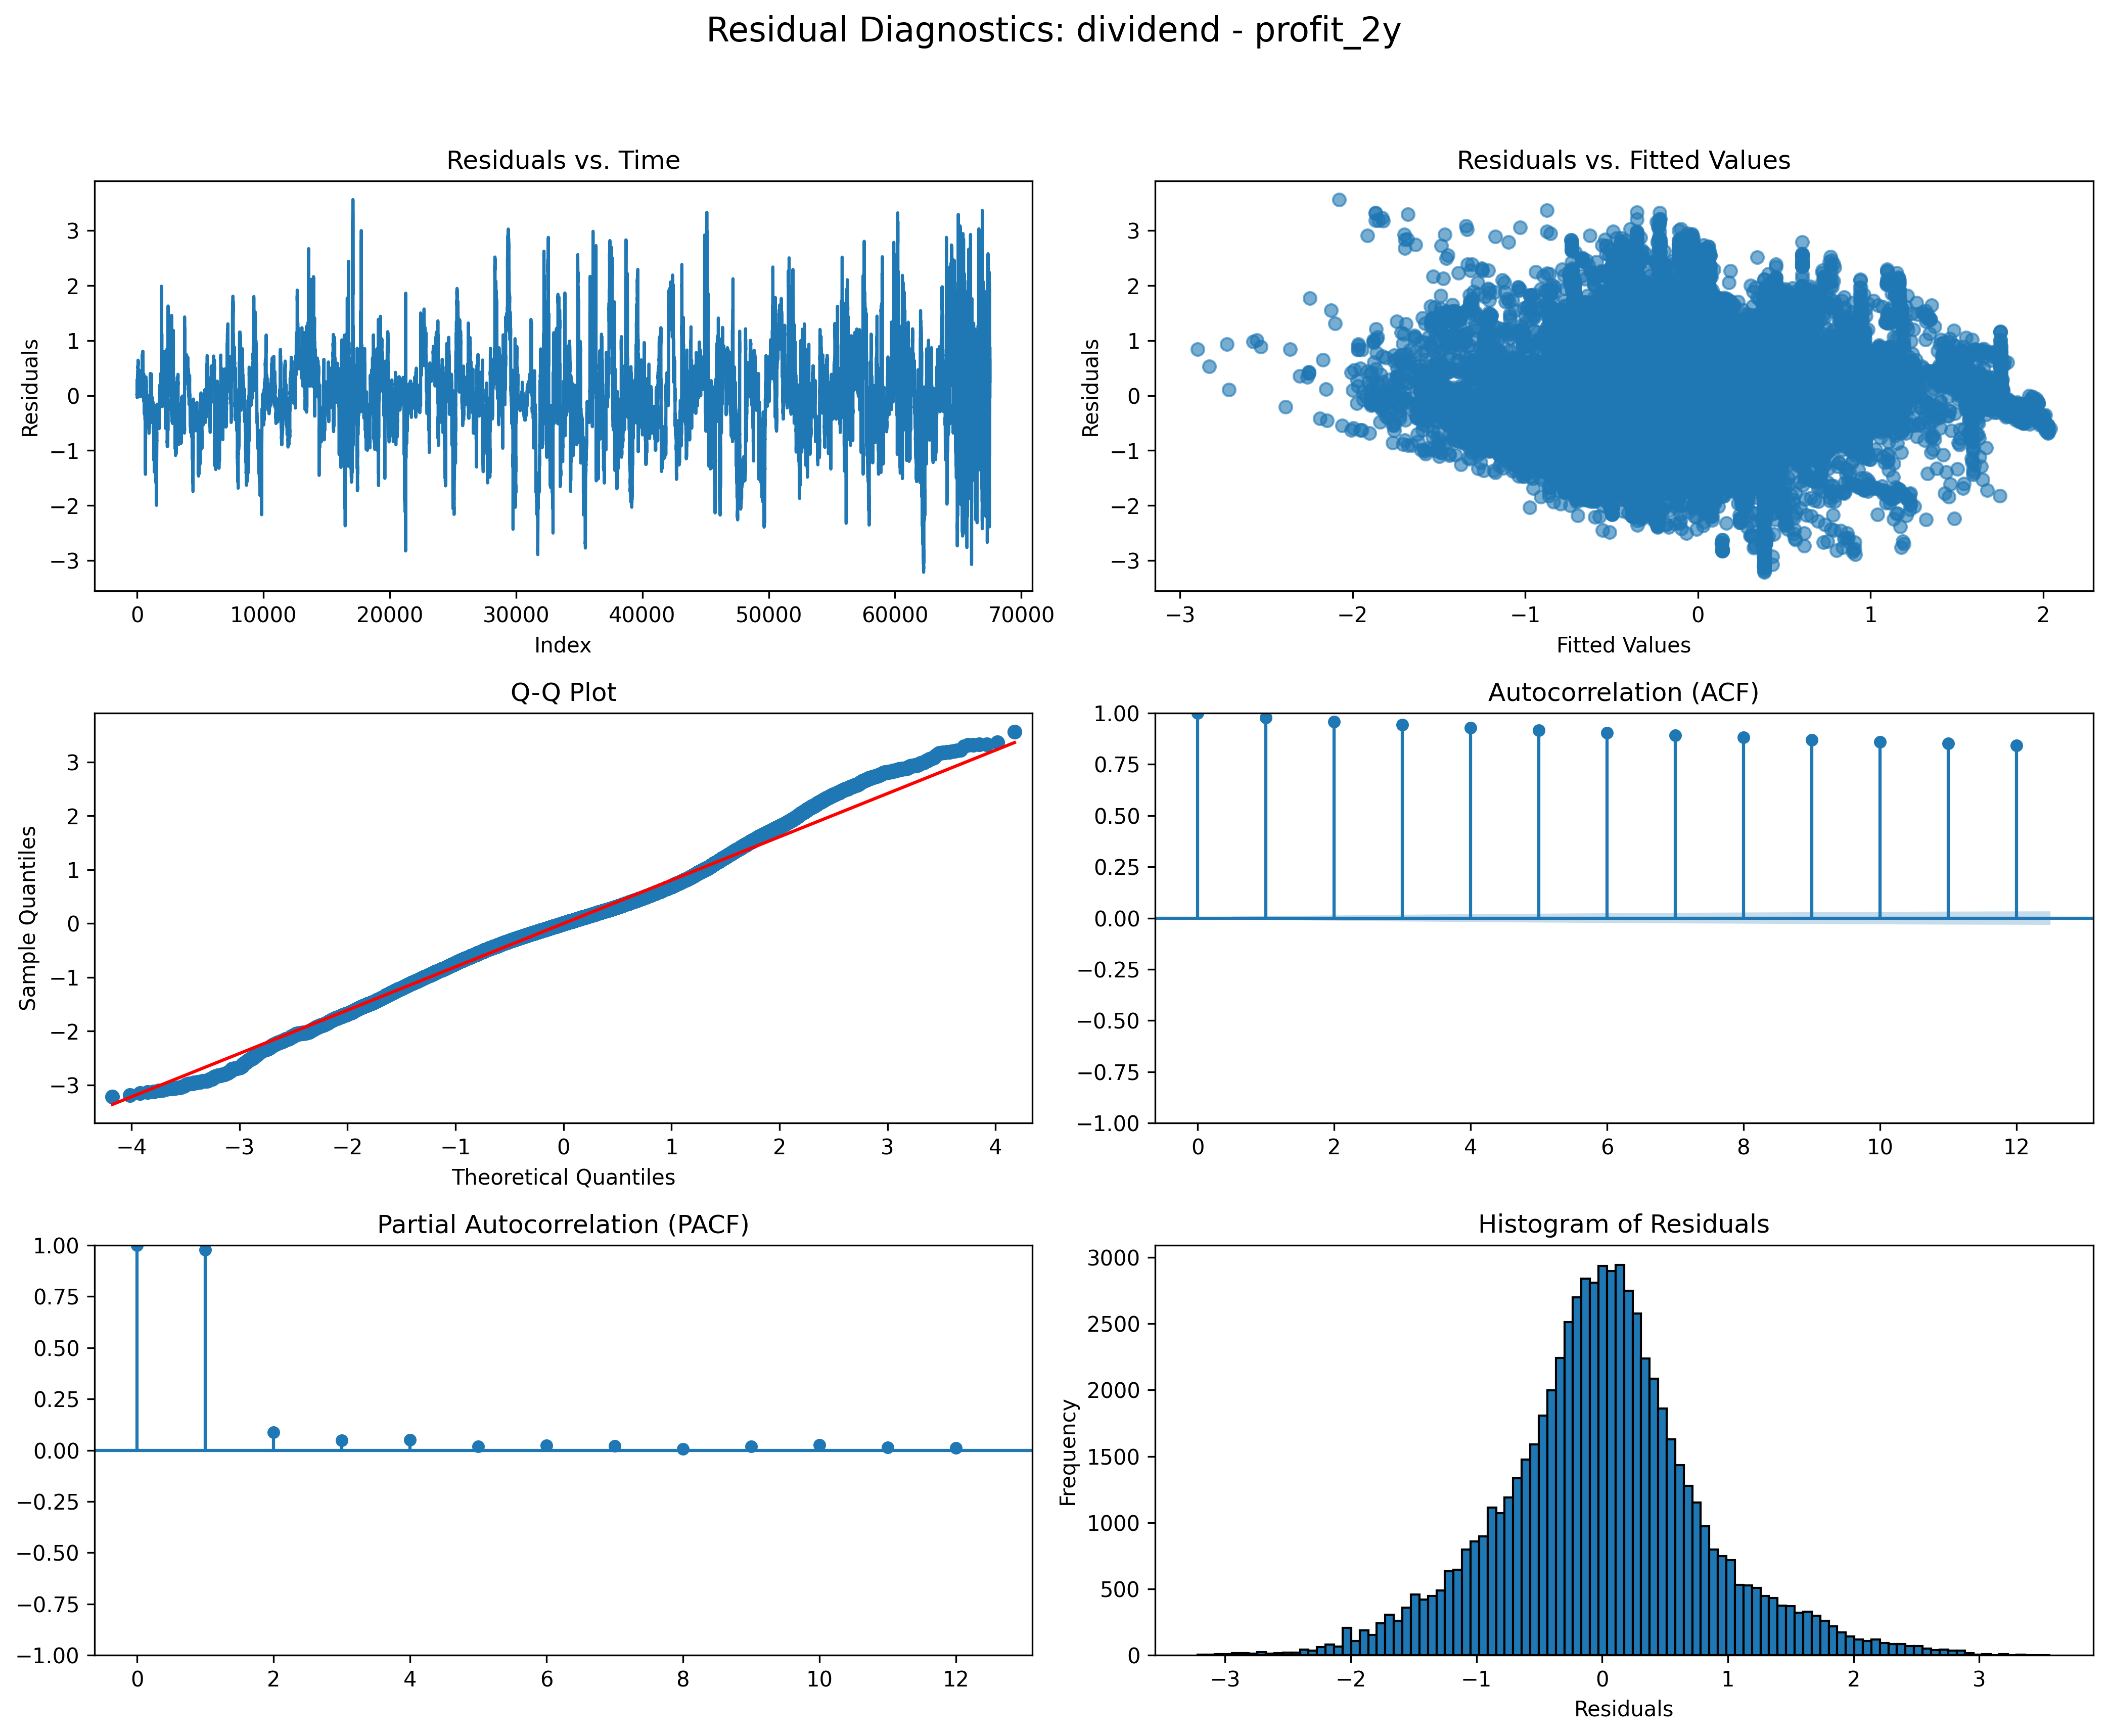 Residual Diagnostics: dividend - profit_2y
Residuals vs. Time
Residuals
3
2
1
0
−1
−2
−3
0 10000 20000 30000 40000 50000 60000 70000
Index
Residuals vs. Fitted Values
Residuals
3
2
1
0
−1
−2
−3
−3 −2 −1 0 1 2
Fitted Values
Q-Q Plot
Sample Quantiles
3
2
1
0
−1
−2
−3
−4 −3 −2 −1 0 1 2 3 4
Theoretical Quantiles
Autocorrelation (ACF)
1.00
0.75
0.50
0.25
0.00
−0.25
−0.50
−0.75
−1.00
0 2 4 6 8 10 12
Partial Autocorrelation (PACF)
1.00
0.75
0.50
0.25
0.00
−0.25
−0.50
−0.75
−1.00
0 2 4 6 8 10 12
Histogram of Residuals
Frequency
3000
2500
2000
1500
1000
500
0
−3 −2 −1 0 1 2 3
Residuals